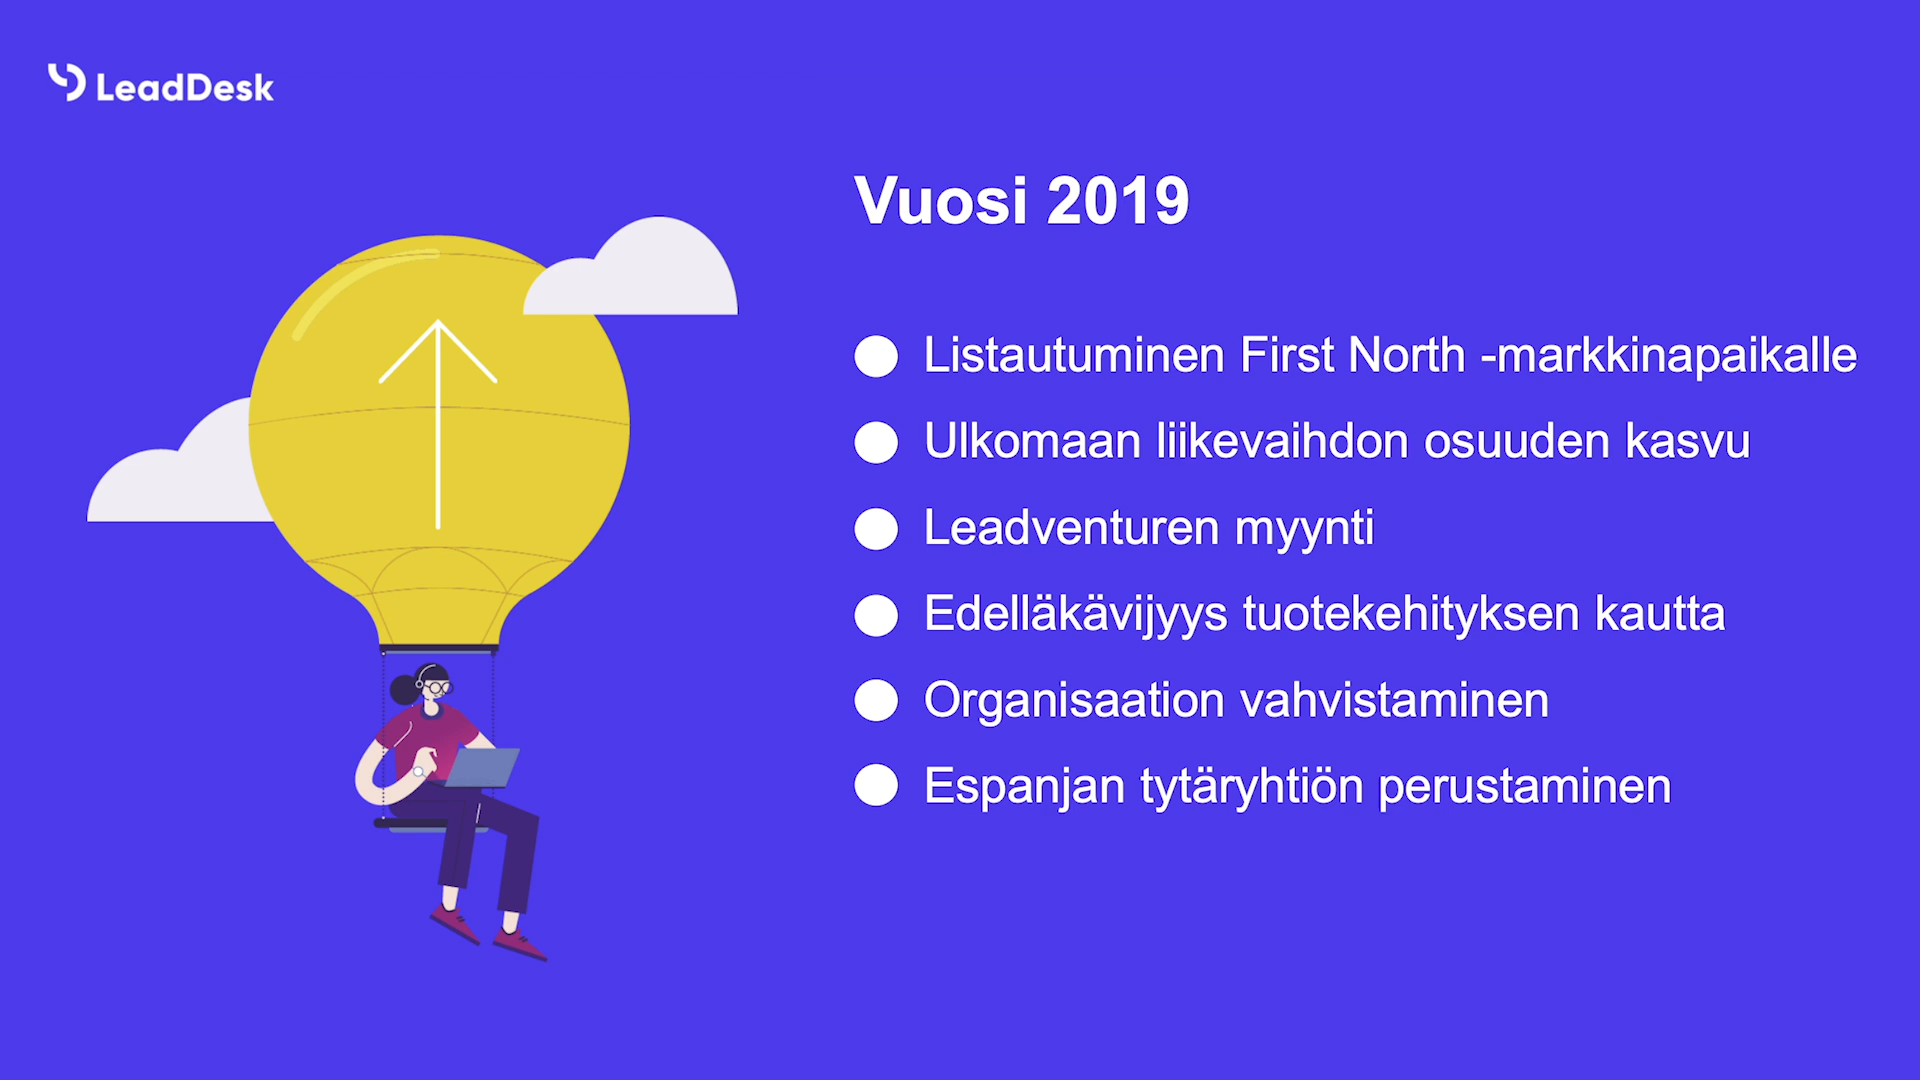 LeadDesk
Vuosi 2019
Listautuminen First North -markkinapaikalle
Ulkomaan liikevaihdon osuuden kasvu
Leadventuren myynti
Edelläkävijyys tuotekehityksen kautta
Organisaation vahvistaminen
Espanjan tytäryhtiön perustaminen